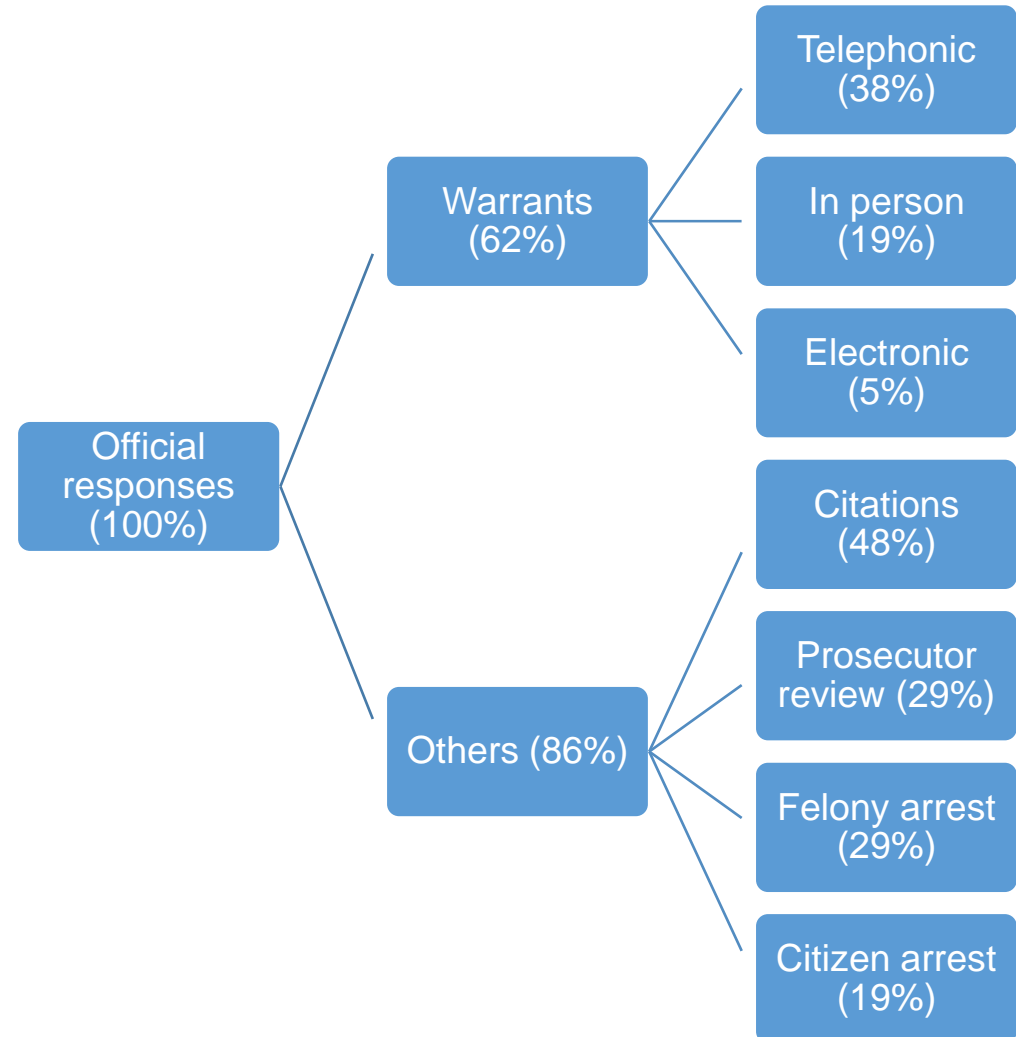 Telephonic
(38%)
Warrants
(62%)
In person
(19%)
Electronic
(5%)
Official
responses
(100%)
Citations
(48%)
Prosecutor
review (29%)
Others (86%)
Felony arrest
(29%)
Citizen arrest
(19%)